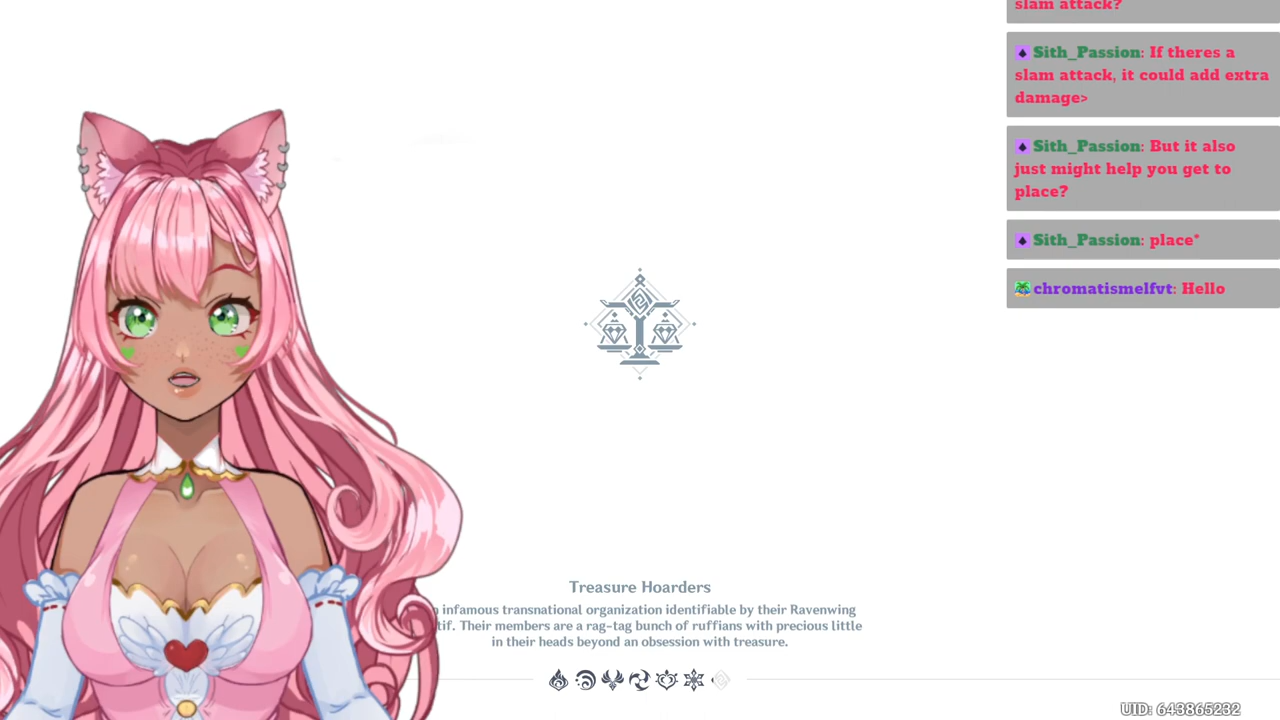 slam attack?
Sith_Passion: If theres a
slam attack, it could add extra
damage>
Sith_Passion: But it also
just might help you get to
place?
Sith_Passion: place*
chromatismelfvt: Hello
Treasure Hoarders
infamous transnational organization identifiable by their Ravenwing
Their members are a rag-tag bunch of ruffians with precious little
in their heads beyond an obsession with treasure.
UID: 643865232